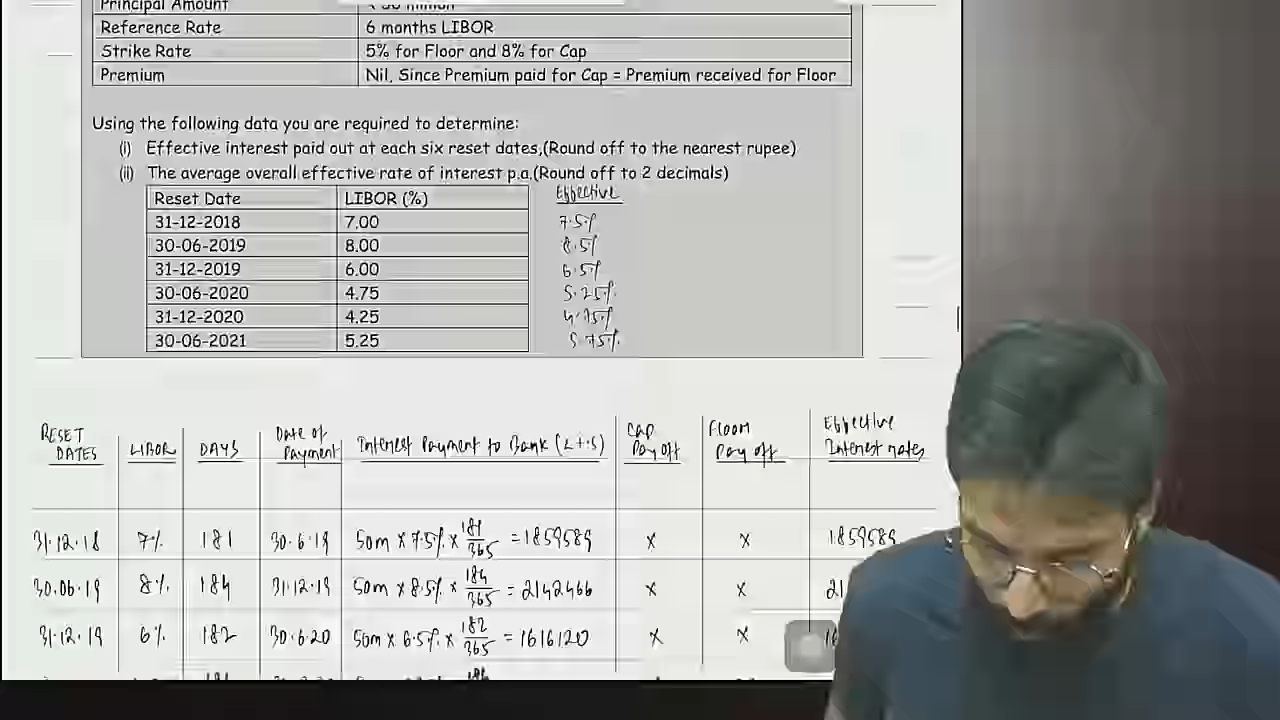 Principal Amount ₹ 50 million
Reference Rate 6 months LIBOR
Strike Rate 5% for Floor and 8% for Cap
Premium Nil, Since Premium paid for Cap = Premium received for Floor
Using the following data you are required to determine:
(i) Effective interest paid out at each six reset dates,(Round off to the nearest rupee)
(ii) The average overall effective rate of interest p.a.(Round off to 2 decimals)
Reset Date LIBOR (%) Effective
31-12-2018 7.00 7.5%
30-06-2019 8.00 8.5%
31-12-2019 6.00 6.5%
30-06-2020 4.75 5.25%
31-12-2020 4.25 4.75%
30-06-2021 5.25 5.75%
RESET DATES LIBOR DAYS Date of Payment Interest Payment to Bank (L+.5) Cap Pay off Floor Pay off Effective Interest rates
31.12.18 7% 181 30.6.19 50m x 7.5% x 181/365 = 1859589 x x 1859589
30.06.19 8% 184 31.12.19 50m x 8.5% x 184/365 = 2142466 x x 21
31.12.19 6% 182 30.6.20 50m x 6.5% x 182/365 = 1616120 x x 16